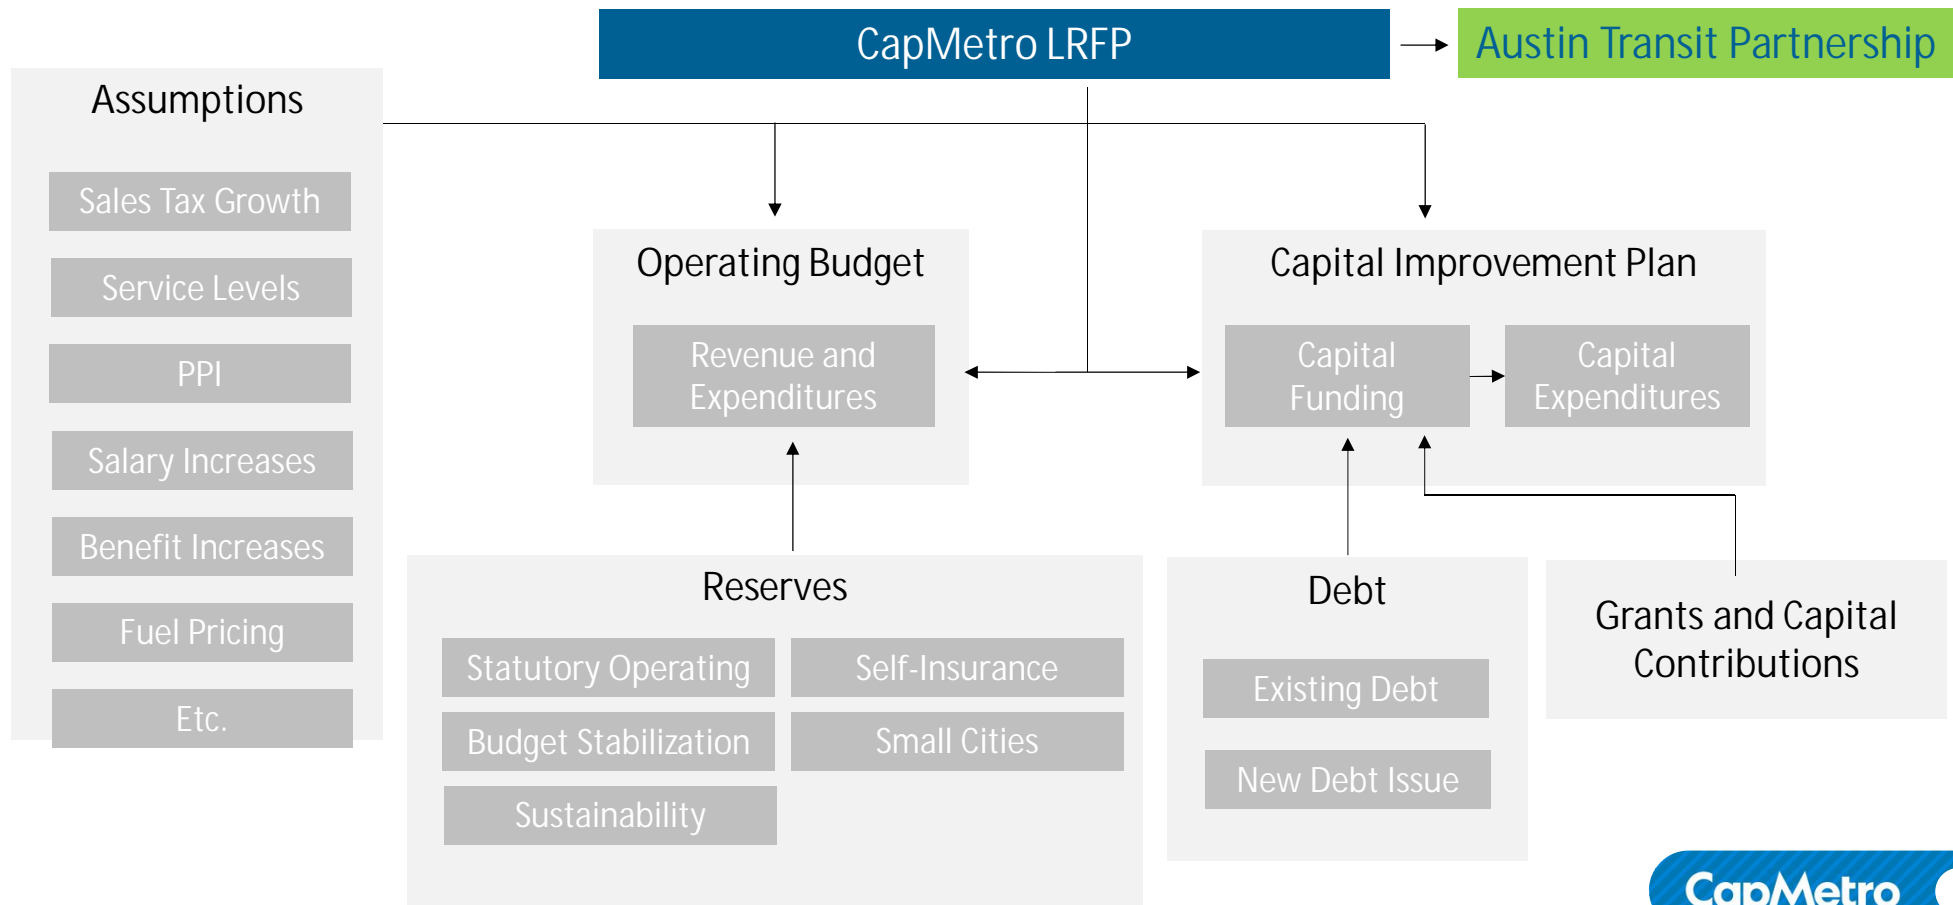 CapMetro LRFP
Austin Transit Partnership
Assumptions
Sales Tax Growth
Service Levels
PPI
Salary Increases
Benefit Increases
Fuel Pricing
Etc.
Operating Budget
Revenue and
Expenditures
Capital Improvement Plan
Capital
Funding
Capital
Expenditures
Reserves
Statutory Operating
Self-Insurance
Budget Stabilization
Small Cities
Sustainability
Debt
Existing Debt
New Debt Issue
Grants and Capital
Contributions
CapMetro